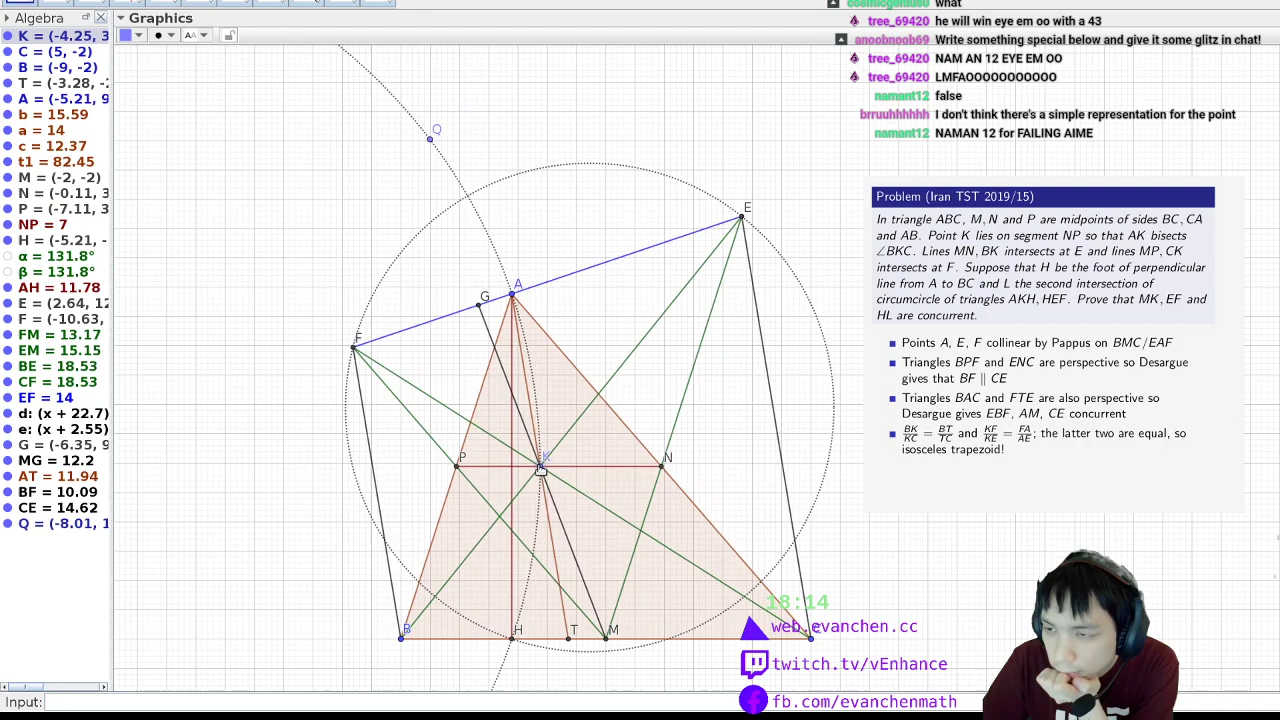 Algebra
K = (-4.25, 3
C = (5, -2)
B = (-9, -2)
T = (-3.28, -2
A = (-5.21, 9
b = 15.59
a = 14
c = 12.37
t1 = 82.45
M = (-2, -2)
N = (-0.11, 3
P = (-7.11, 3
NP = 7
H = (-5.21, -
α = 131.8°
β = 131.8°
AH = 11.78
E = (2.64, 12
F = (-10.63,
FM = 13.17
EM = 15.15
BE = 18.53
CF = 18.53
EF = 14
d: (x + 22.7)
e: (x + 2.55)
G = (-6.35, 9
MG = 12.2
AT = 11.94
BF = 10.09
CE = 14.62
Q = (-8.01, 1
Graphics
AA
Q
E
A
G
F
P
K
N
B
H
T
M
C
cosmicgenius0 what
tree_69420 he will win eye em oo with a 43
anoobnoob69 Write something special below and give it some glitz in chat!
tree_69420 NAM AN 12 EYE EM OO
tree_69420 LMFAOOOOOOOOOOO
namant12 false
brruuhhhhhh I don't think there's a simple representation for the point
namant12 NAMAN 12 for FAILING AIME
Problem (Iran TST 2019/15)
In triangle ABC, M, N and P are midpoints of sides BC, CA
and AB. Point K lies on segment NP so that AK bisects
∠BKC. Lines MN, BK intersects at E and lines MP, CK
intersects at F. Suppose that H be the foot of perpendicular
line from A to BC and L the second intersection of
circumcircle of triangles AKH, HEF. Prove that MK, EF and
HL are concurrent.
Points A, E, F collinear by Pappus on BMC/EAF
Triangles BPF and ENC are perspective so Desargue
gives that BF ∥ CE
Triangles BAC and FTE are also perspective so
Desargue gives EBF, AM, CE concurrent
BK/KC = BT/TC and KF/KE = FA/AE; the latter two are equal, so
isosceles trapezoid!
18:14
web.evanchen.cc
twitch.tv/vEnhance
fb.com/evanchenmath
Input: